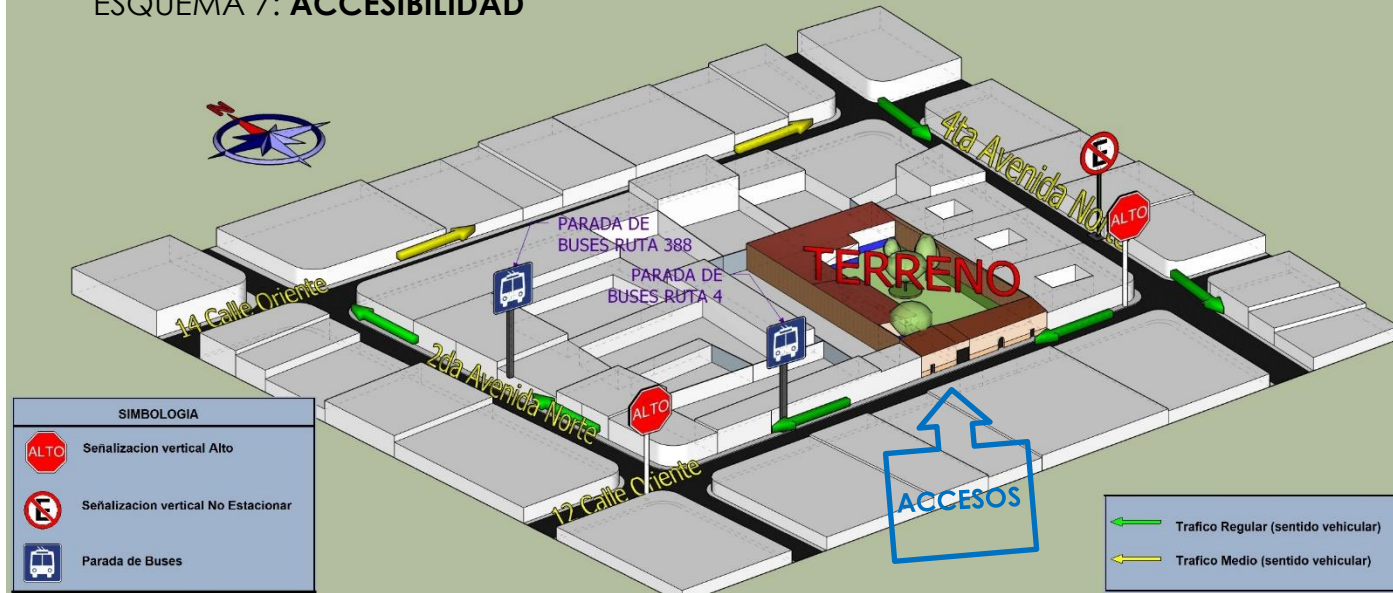 ESQUEMA 7: ACCESIBILIDAD
N
4ta Avenida Norte
E
ALTO
PARADA DE
BUSES RUTA 388
PARADA DE
BUSES RUTA 4
TERRENO
14 Calle Oriente
2da Avenida Norte
ALTO
12 Calle Oriente
ACCESOS
SIMBOLOGIA
ALTO
Señalizacion vertical Alto
E
Señalizacion vertical No Estacionar
Parada de Buses
Trafico Regular (sentido vehicular)
Trafico Medio (sentido vehicular)